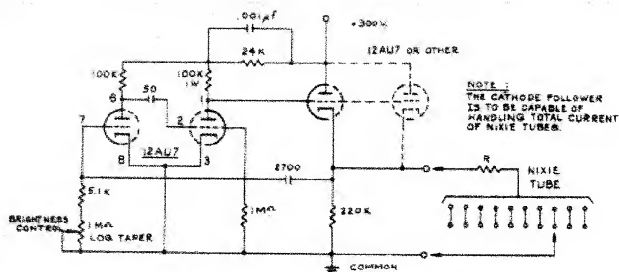 .001µf
+300V.
24K
12AU7 OR OTHER
100K
100K
1W
50
6
1
7
2
8
3
12AU7
NOTE :
THE CATHODE FOLLOWER
IS TO BE CAPABLE OF
HANDLING TOTAL CURRENT
OF NIXIE TUBES.
2700
R
NIXIE
TUBE
5.1K
BRIGHTNESS
CONTROL
1MΩ
LOG TAPER
1MΩ
220K
COMMON